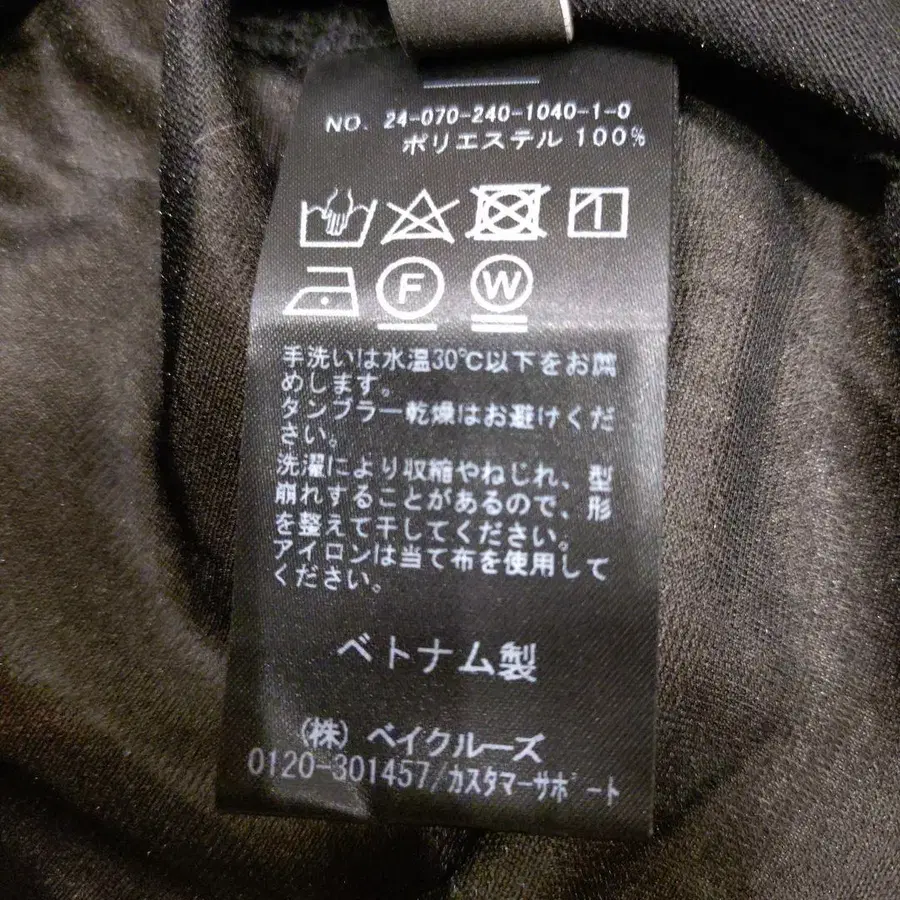 NO. 24-070-240-1040-1-0
ポリエステル 100%
F W
手洗いは水温30℃以下をお薦
めします。
タンブラー乾燥はお避けくだ
さい。
洗濯により収縮やねじれ、型
崩れすることがあるので、形
を整えて干してください。
アイロンは当て布を使用して
ください。
ベトナム製
(株) ベイクルーズ
0120-301457/カスタマーサポート